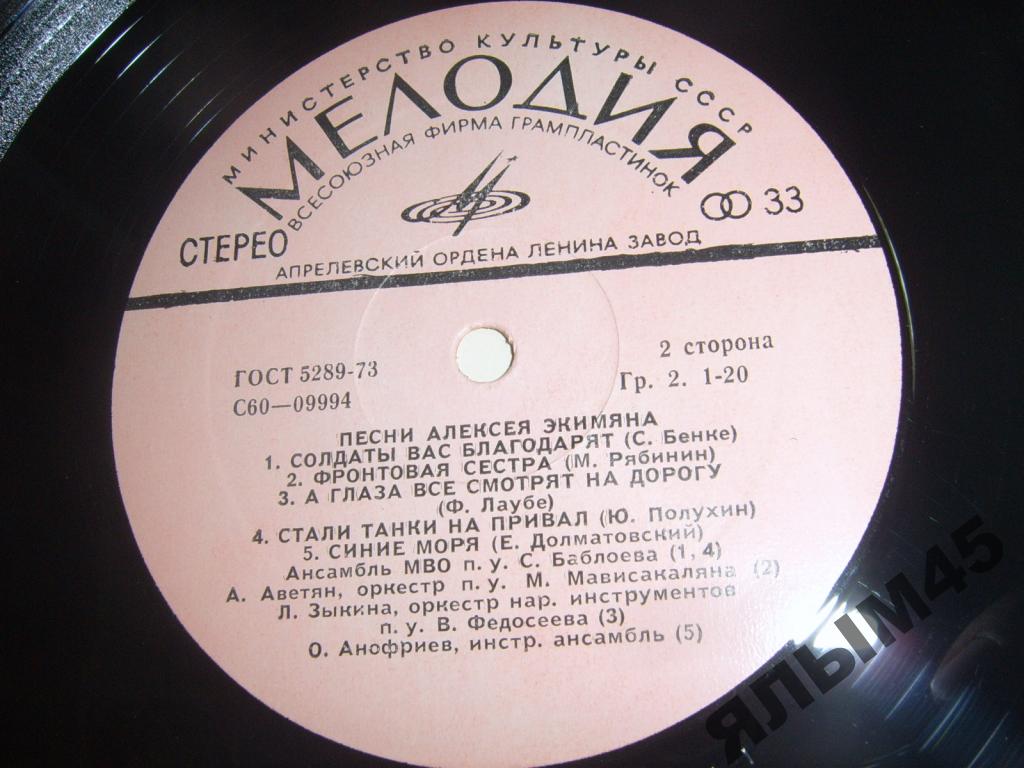 МИНИСТЕРСТВО КУЛЬТУРЫ СССР
МЕЛОДИЯ
ВСЕСОЮЗНАЯ ФИРМА ГРАМПЛАСТИНОК
СТЕРЕО
33
АПРЕЛЕВСКИЙ ОРДЕНА ЛЕНИНА ЗАВОД
ГОСТ 5289-73
2 сторона
С60—09994
Гр. 2. 1-20
ПЕСНИ АЛЕКСЕЯ ЭКИМЯНА
1. СОЛДАТЫ ВАС БЛАГОДАРЯТ (С. Бенке)
2. ФРОНТОВАЯ СЕСТРА (М. Рябинин)
3. А ГЛАЗА ВСЕ СМОТРЯТ НА ДОРОГУ
(Ф. Лаубе)
4. СТАЛИ ТАНКИ НА ПРИВАЛ (Ю. Полухин)
5. СИНИЕ МОРЯ (Е. Долматовский)
Ансамбль МВО п. у. С. Баблоева (1, 4)
А. Аветян, оркестр п. у. М. Мависакаляна (2)
Л. Зыкина, оркестр нар. инструментов
п. у. В. Федосеева (3)
О. Анофриев, инстр. ансамбль (5)
ЯЛЫМ45